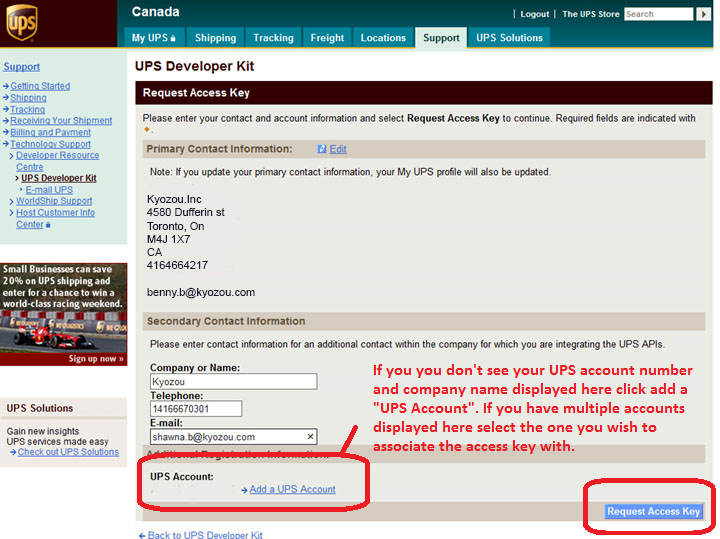 ups
Canada
Logout | The UPS Store Search
My UPS
Shipping
Tracking
Freight
Locations
Support
UPS Solutions
Support
Getting Started
Shipping
Tracking
Receiving Your Shipment
Billing and Payment
Technology Support
Developer Resource
Centre
UPS Developer Kit
E-mail UPS
WorldShip Support
Host Customer Info
Center
Small Businesses can save
20% on UPS shipping and
enter for a chance to win a
world-class racing weekend.
Sign up now »
UPS Solutions
Gain new insights
UPS services made easy
Check out UPS Solutions
UPS Developer Kit
Request Access Key
Please enter your contact and account information and select Request Access Key to continue. Required fields are indicated with
.
Primary Contact Information: Edit
Note: If you update your primary contact information, your My UPS profile will also be updated.
Kyozou.Inc
4580 Dufferin st
Toronto, On
M4J 1X7
CA
4164664217
benny.b@kyozou.com
Secondary Contact Information
Please enter contact information for an additional contact within the company for which you are integrating the UPS APIs.
Company or Name:
Kyozou
Telephone:
14166670301
E-mail:
shawna.b@kyozou.com
Additional Registration Information:
UPS Account:
Add a UPS Account
If you you don't see your UPS account number
and company name displayed here click add a
"UPS Account". If you have multiple accounts
displayed here select the one you wish to
associate the access key with.
Request Access Key
Back to UPS Developer Kit